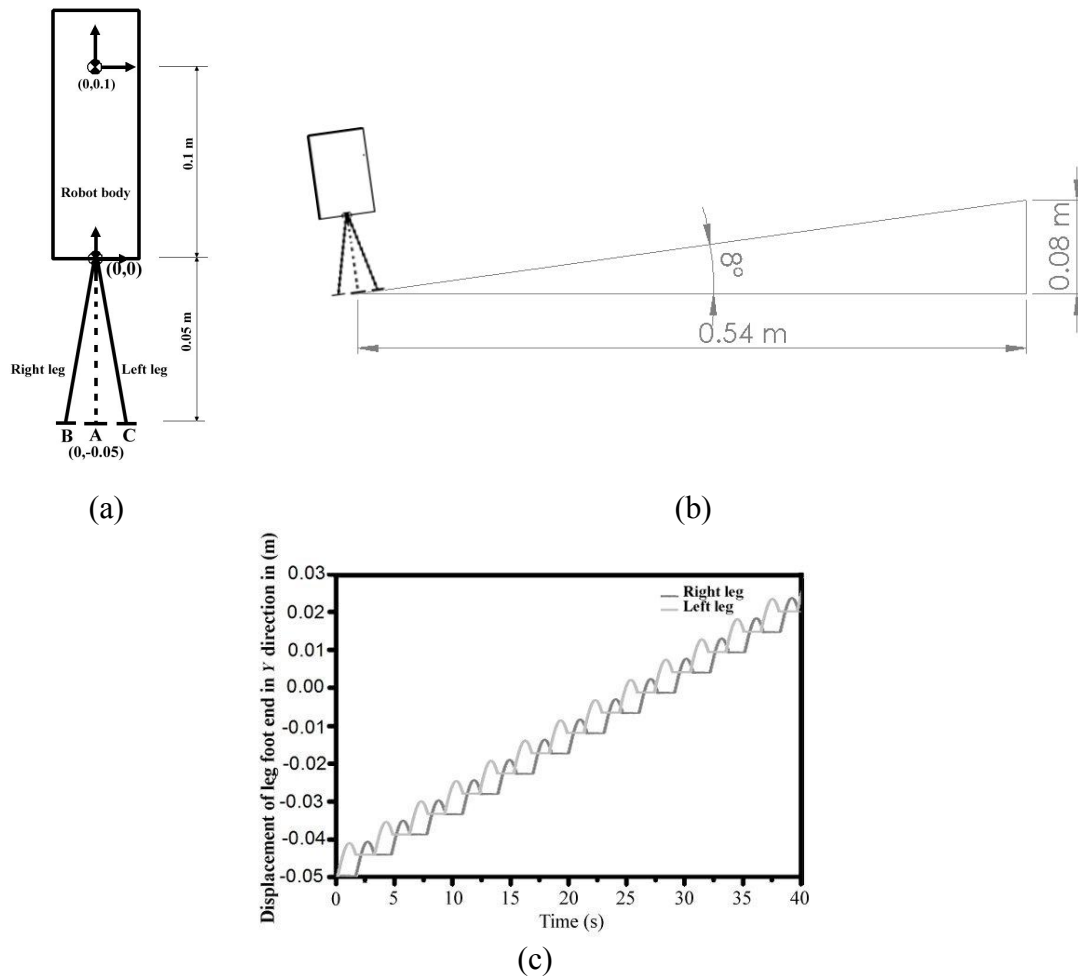 (0,0.1)
0.1 m
Robot body
(0,0)
0.05 m
Right leg
Left leg
B A C
(0,-0.05)
(a)
8°
0.08 m
0.54 m
(b)
Displacement of leg foot end in Y direction in (m)
0.03
0.02
0.01
0.00
-0.01
-0.02
-0.03
-0.04
-0.05
Right leg
Left leg
0 5 10 15 20 25 30 35 40
Time (s)
(c)